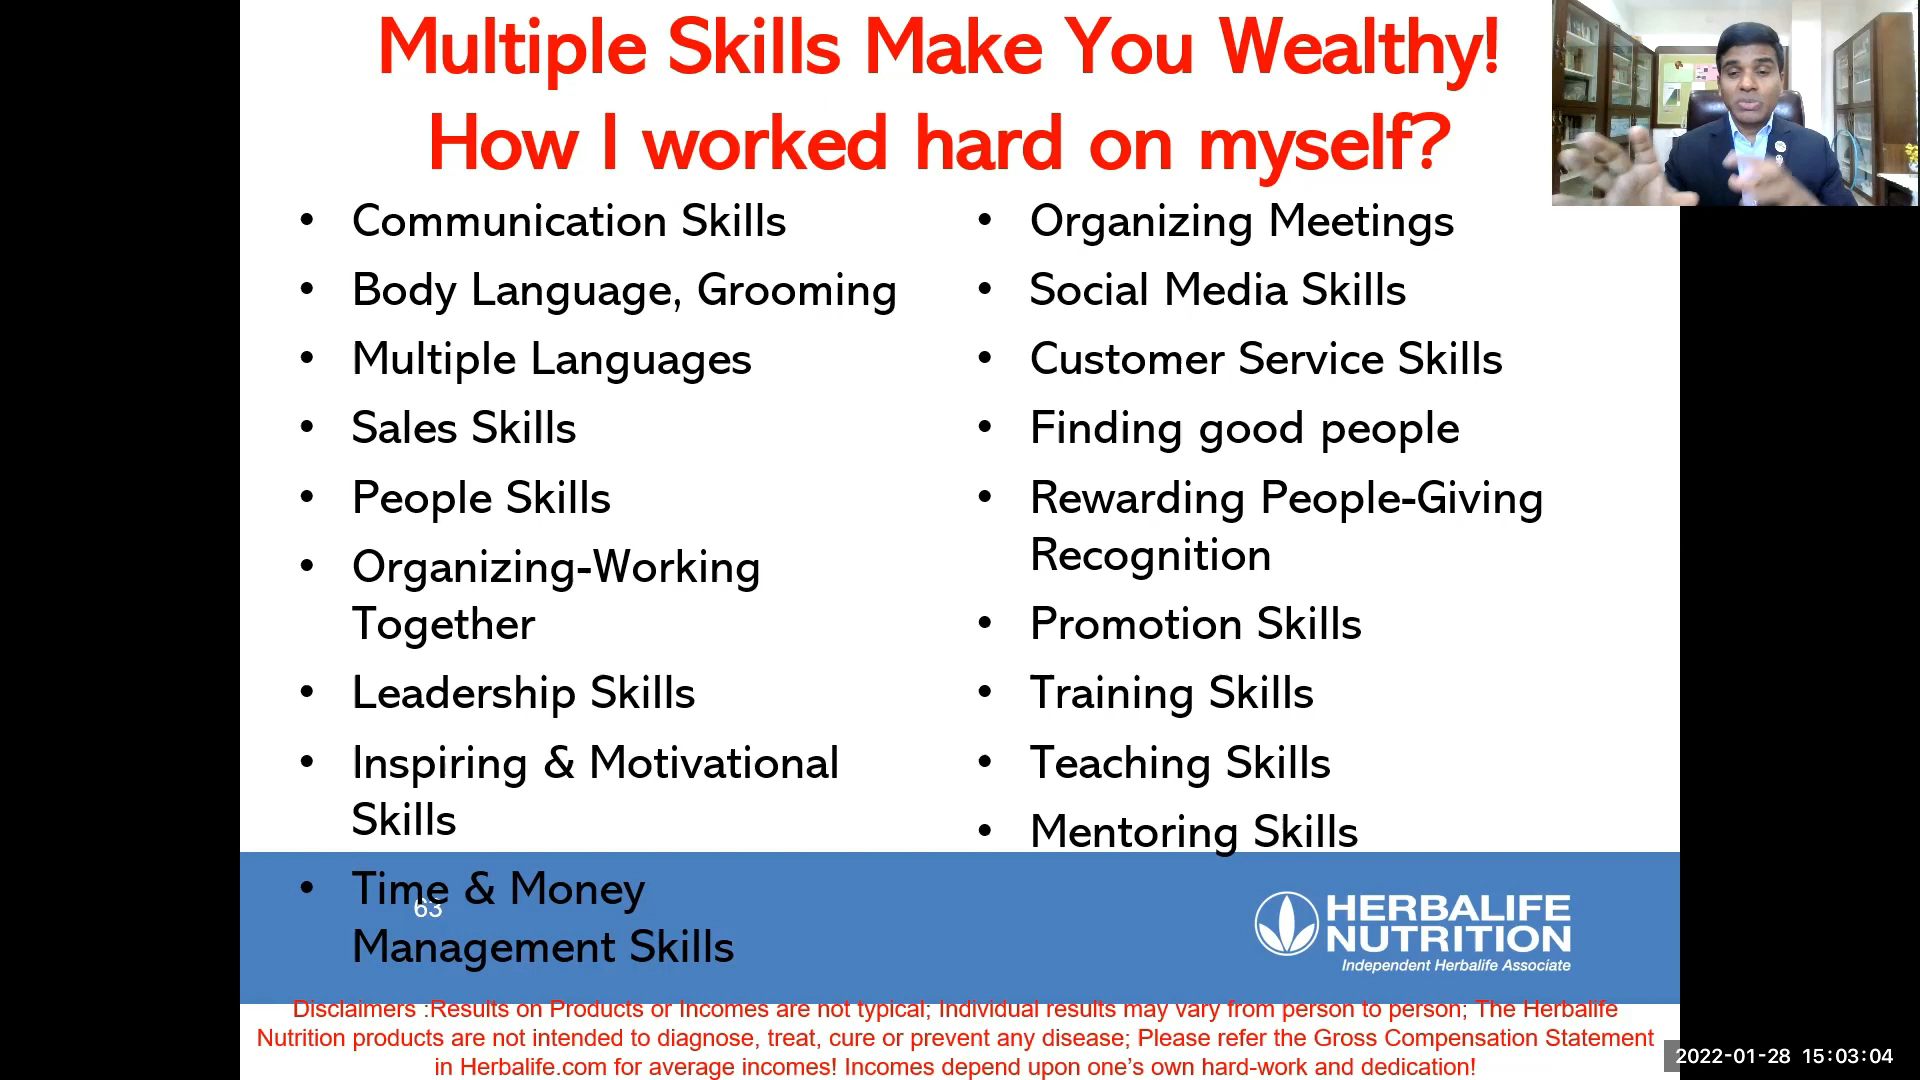 Multiple Skills Make You Wealthy!
How I worked hard on myself?
• Communication Skills
• Body Language, Grooming
• Multiple Languages
• Sales Skills
• People Skills
• Organizing-Working
Together
• Leadership Skills
• Inspiring & Motivational
Skills
• Time & Money
Management Skills
• Organizing Meetings
• Social Media Skills
• Customer Service Skills
• Finding good people
• Rewarding People-Giving
Recognition
• Promotion Skills
• Training Skills
• Teaching Skills
• Mentoring Skills
63
HERBALIFE
NUTRITION
Independent Herbalife Associate
Disclaimers :Results on Products or Incomes are not typical; Individual results may vary from person to person; The Herbalife
Nutrition products are not intended to diagnose, treat, cure or prevent any disease; Please refer the Gross Compensation Statement
in Herbalife.com for average incomes! Incomes depend upon one’s own hard-work and dedication!
2022-01-28 15:03:04